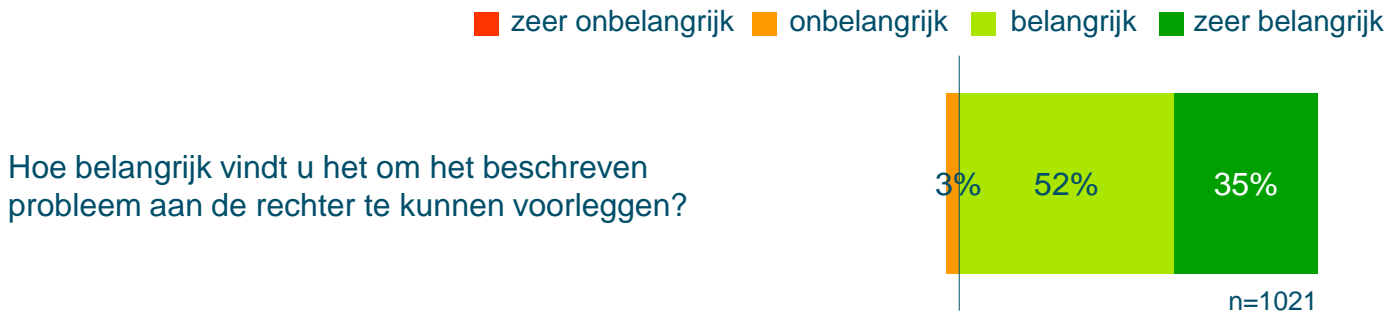 zeer onbelangrijk onbelangrijk belangrijk zeer belangrijk
Hoe belangrijk vindt u het om het beschreven
probleem aan de rechter te kunnen voorleggen?
3% 52% 35%
n=1021